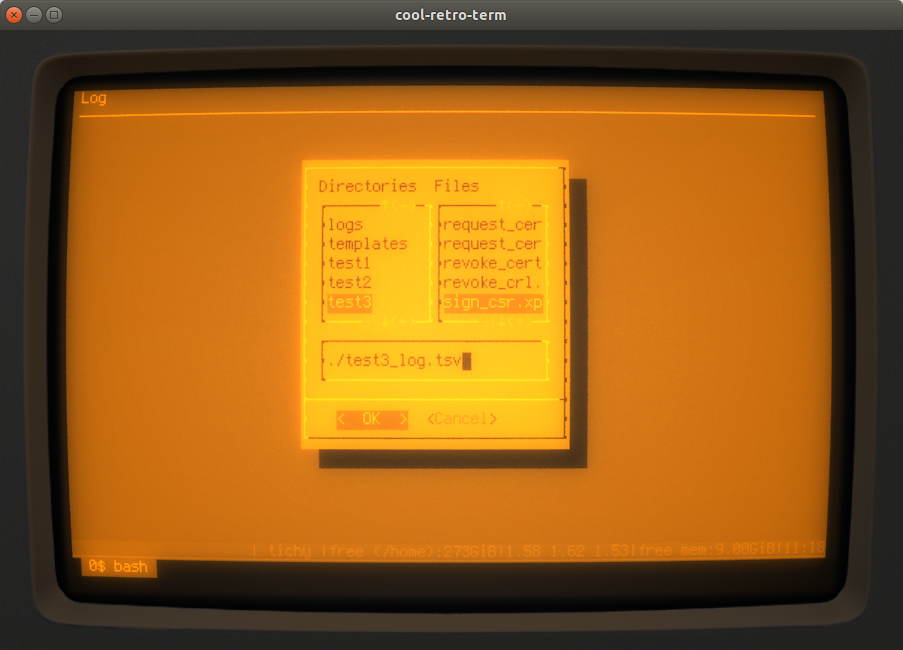 cool-retro-term
Log
Directories Files
logs
templates
test1
test2
test3
request_cer
request_cer
revoke_cert
revoke_crl.
sign_csr.xp
./test3_log.tsv
< OK > <Cancel>
| tichy |free (/home):273GiB|1.58 1.62 1.53|free mem:9.00GiB|11:18
0$ bash